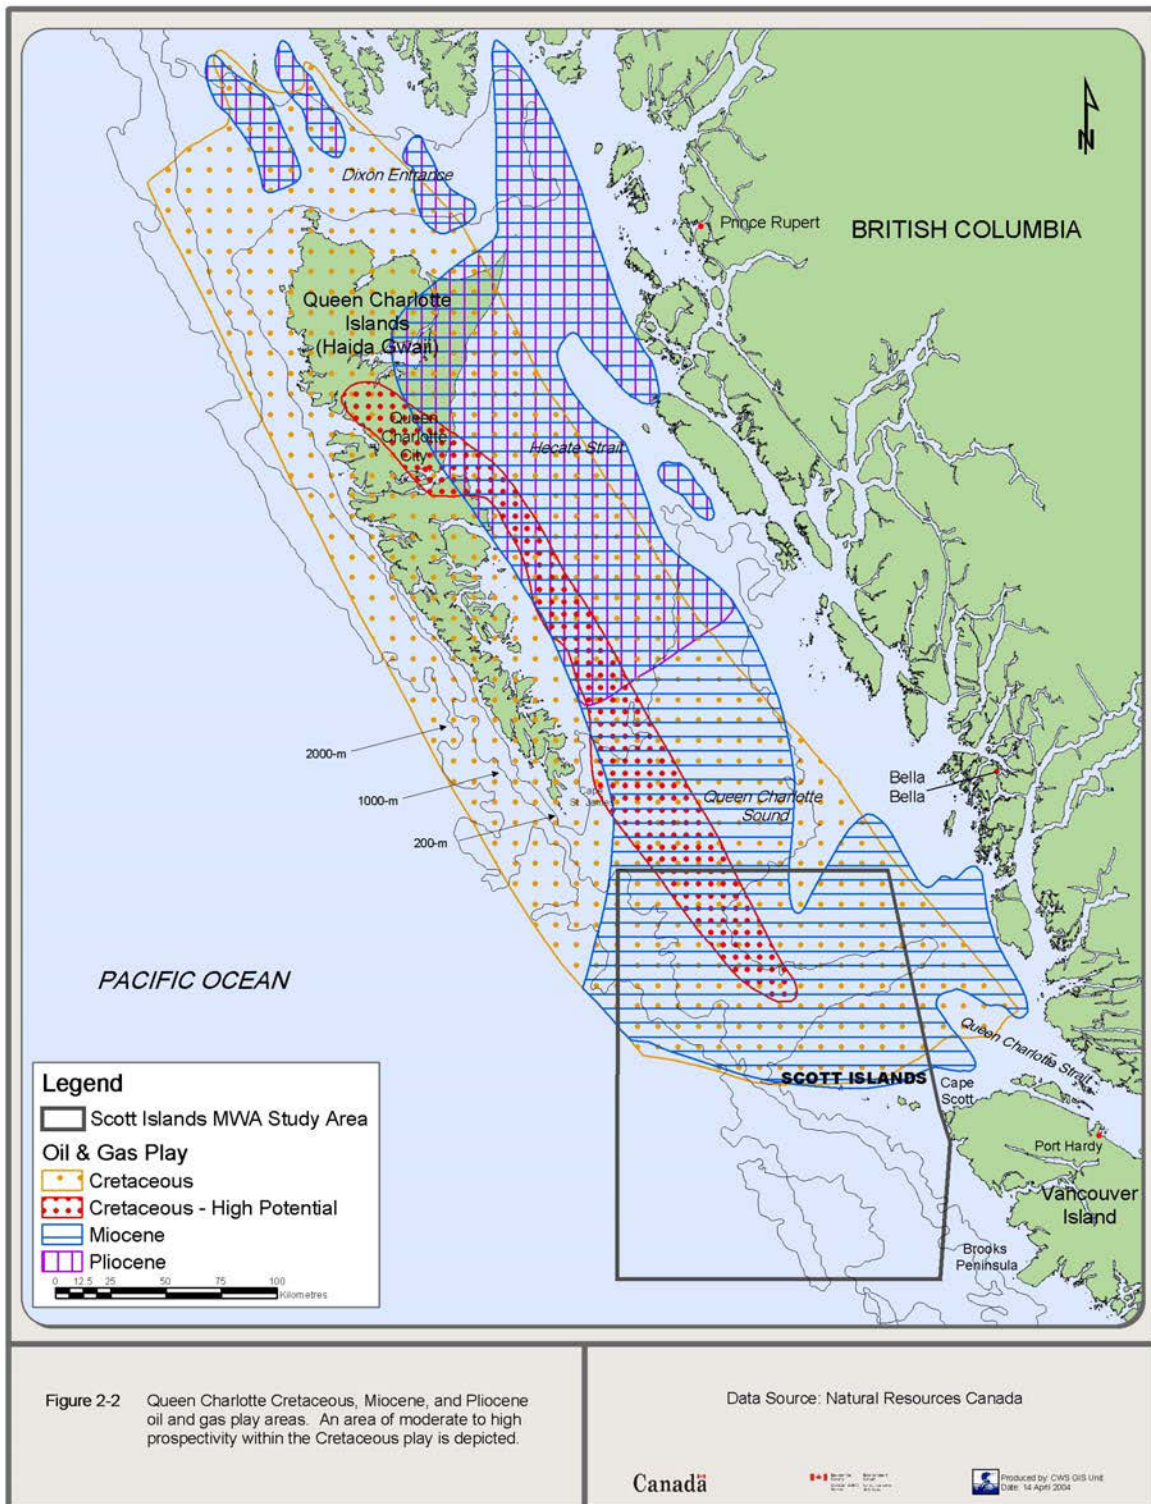 N
Dixon Entrance
Prince Rupert
BRITISH COLUMBIA
Queen Charlotte
Islands
(Haida Gwaii)
Queen
Charlotte
City
Hecate Strait
2000-m
1000-m
200-m
Cape
St. James
Queen Charlotte
Sound
Bella
Bella
PACIFIC OCEAN
Queen Charlotte Strait
SCOTT ISLANDS
Cape
Scott
Port Hardy
Vancouver
Island
Brooks
Peninsula
Legend
Scott Islands MWA Study Area
Oil & Gas Play
Cretaceous
Cretaceous - High Potential
Miocene
Pliocene
0 12.5 25 50 75 100
Kilometres
Figure 2-2 Queen Charlotte Cretaceous, Miocene, and Pliocene
oil and gas play areas. An area of moderate to high
prospectivity within the Cretaceous play is depicted.
Data Source: Natural Resources Canada
Canada
Produced by: CWS GIS Unit
Date: 14 April 2004